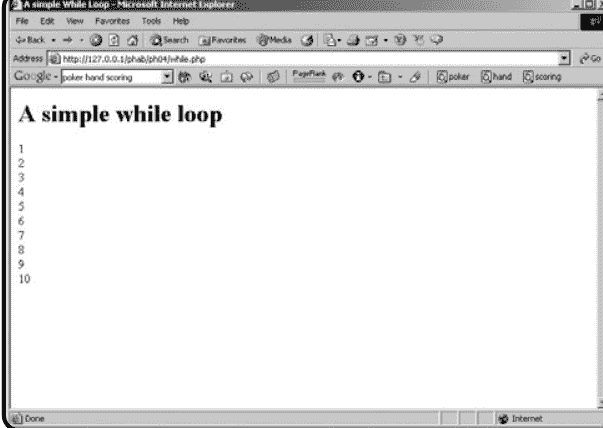 A simple While Loop - Microsoft Internet Explorer
File Edit View Favorites Tools Help
Back Search Favorites Media
Address http://127.0.0.1/phab/ph04/while.php Go
Google poker hand scoring PageRank poker hand scoring
A simple while loop
1
2
3
4
5
6
7
8
9
10
Done Internet